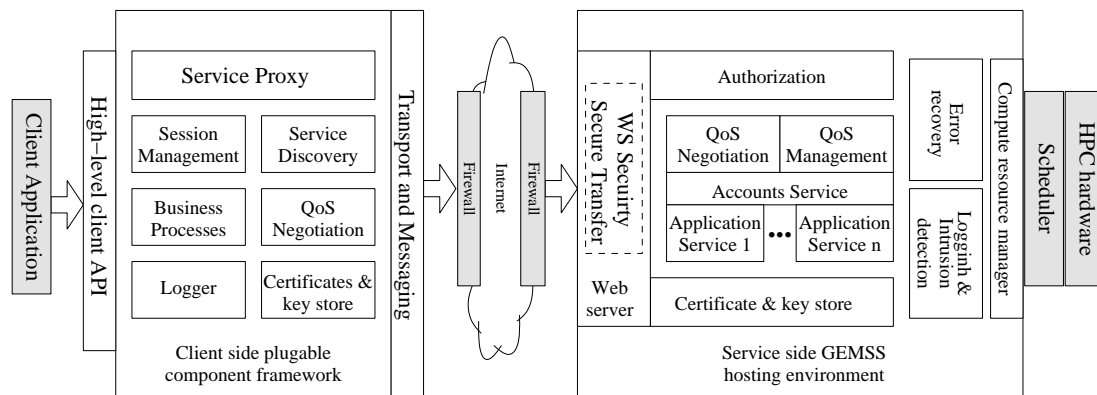 Client Application
High-level client API
Service Proxy
Session
Management
Service
Discovery
Business
Processes
QoS
Negotiation
Logger
Certificates &
key store
Client side plugable
component framework
Transport and Messaging
Firewall
Internet
Firewall
WS Secuirty
Secure Transfer
Web
server
Authorization
QoS
Negotiation
QoS
Management
Accounts Service
Application
Service 1
•••
Application
Service n
Certificate & key store
Error
recovery
Logginh &
Intrusion
detection
Service side GEMSS
hosting environment
Compute resource manager
Scheduler
HPC hardware